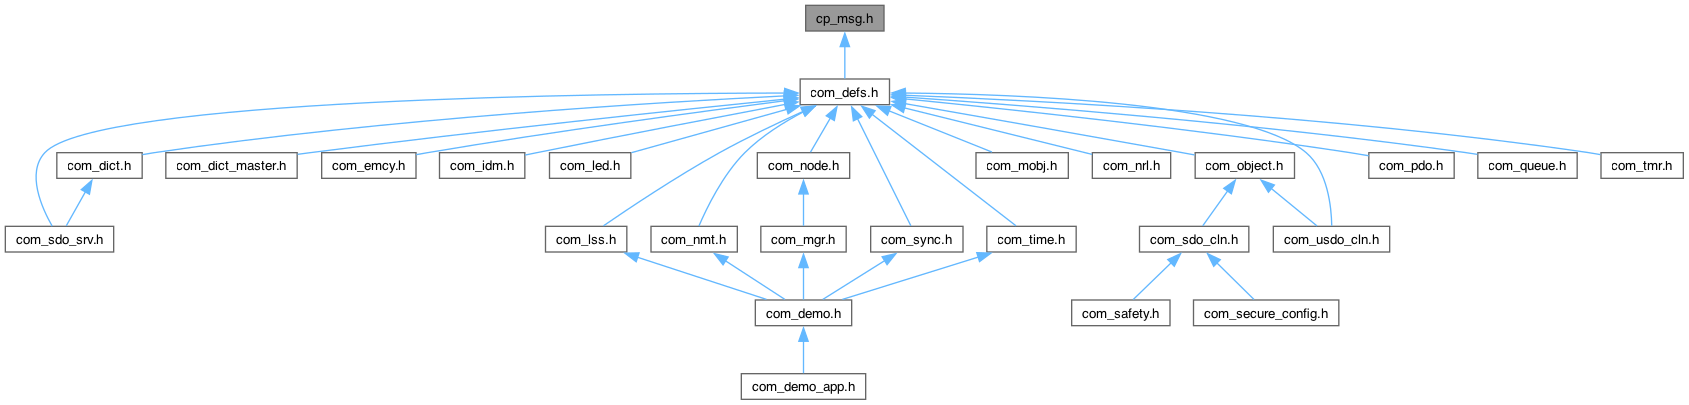 cp_msg.h
com_defs.h
com_dict.h
com_dict_master.h
com_emcy.h
com_idm.h
com_led.h
com_node.h
com_mobj.h
com_nrl.h
com_object.h
com_pdo.h
com_queue.h
com_tmr.h
com_sdo_srv.h
com_lss.h
com_nmt.h
com_mgr.h
com_sync.h
com_time.h
com_sdo_cln.h
com_usdo_cln.h
com_demo.h
com_safety.h
com_secure_config.h
com_demo_app.h